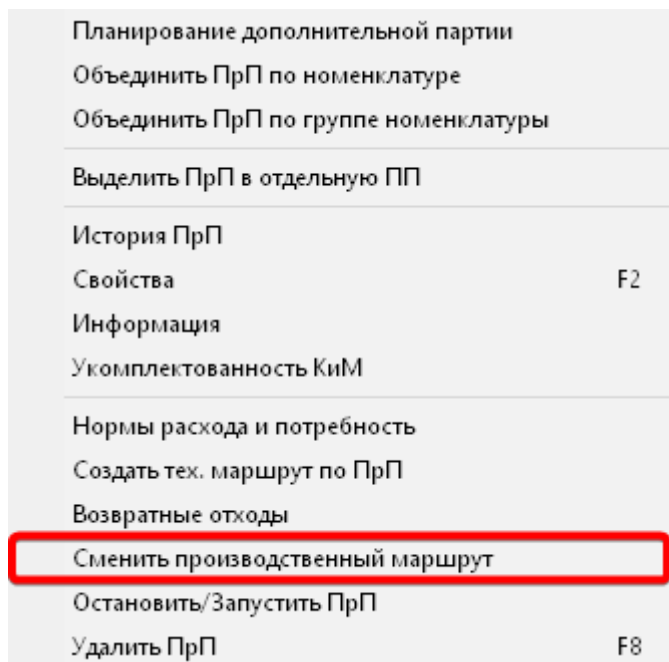 Планирование дополнительной партии
Объединить ПрП по номенклатуре
Объединить ПрП по группе номенклатуры
Выделить ПрП в отдельную ПП
История ПрП
Свойства F2
Информация
Укомплектованность КиМ
Нормы расхода и потребность
Создать тех. маршрут по ПрП
Возвратные отходы
Сменить производственный маршрут
Остановить/Запустить ПрП
Удалить ПрП F8